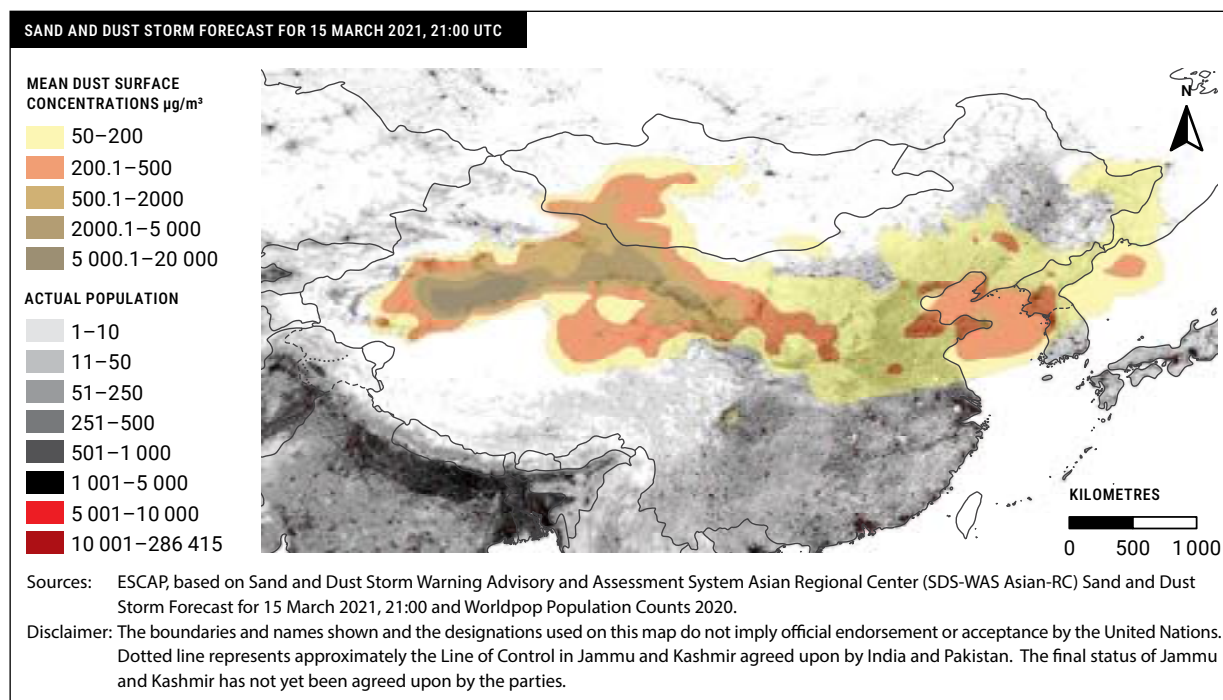 SAND AND DUST STORM FORECAST FOR 15 MARCH 2021, 21:00 UTC
MEAN DUST SURFACE
CONCENTRATIONS µg/m³
50–200
200.1–500
500.1–2000
2000.1–5 000
5 000.1–20 000
ACTUAL POPULATION
1–10
11–50
51–250
251–500
501–1 000
1 001–5 000
5 001–10 000
10 001–286 415
N
KILOMETRES
0 500 1 000
Sources: ESCAP, based on Sand and Dust Storm Warning Advisory and Assessment System Asian Regional Center (SDS-WAS Asian-RC) Sand and Dust
Storm Forecast for 15 March 2021, 21:00 and Worldpop Population Counts 2020.
Disclaimer: The boundaries and names shown and the designations used on this map do not imply official endorsement or acceptance by the United Nations.
Dotted line represents approximately the Line of Control in Jammu and Kashmir agreed upon by India and Pakistan. The final status of Jammu
and Kashmir has not yet been agreed upon by the parties.